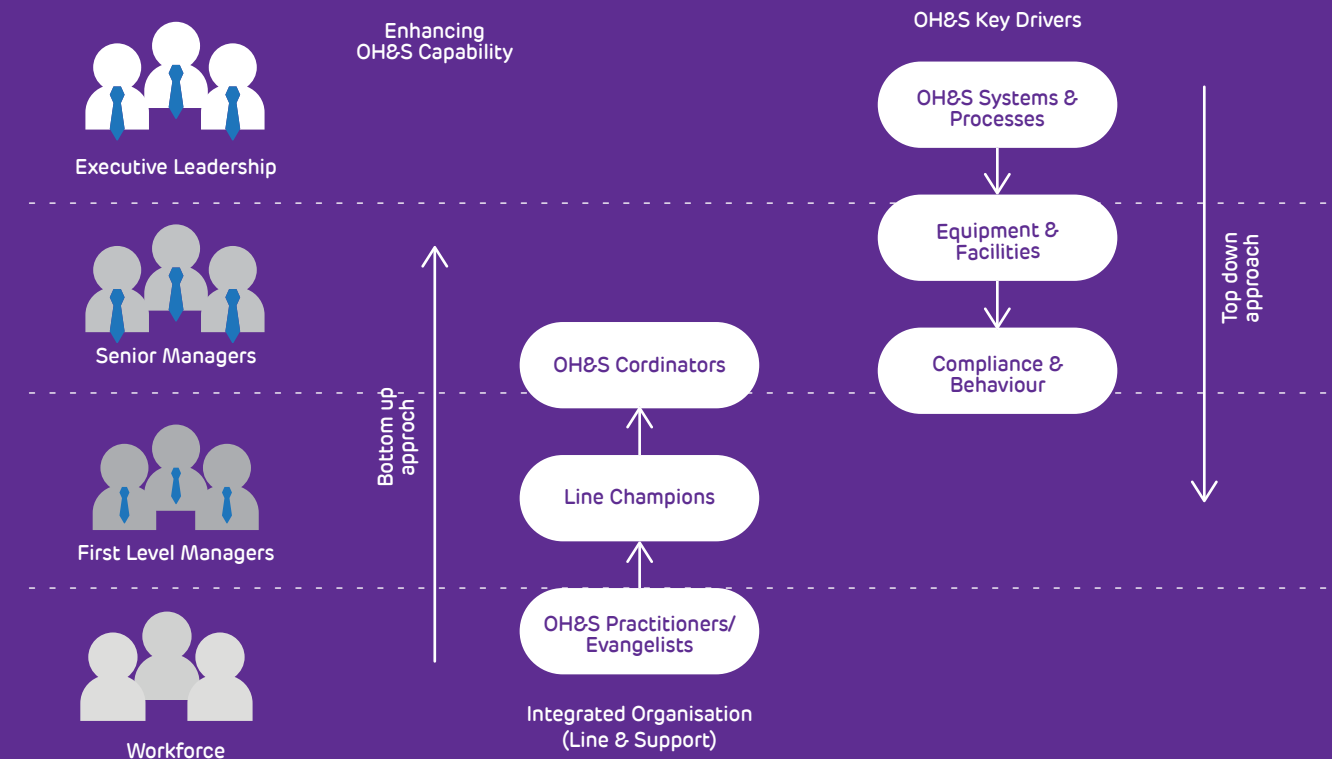 Enhancing
OH&S Capability
OH&S Key Drivers
OH&S Systems &
Processes
Executive Leadership
Equipment &
Facilities
Top down
approach
Senior Managers
OH&S Cordinators
Compliance &
Behaviour
Bottom up
approch
Line Champions
First Level Managers
OH&S Practitioners/
Evangelists
Integrated Organisation
(Line & Support)
Workforce